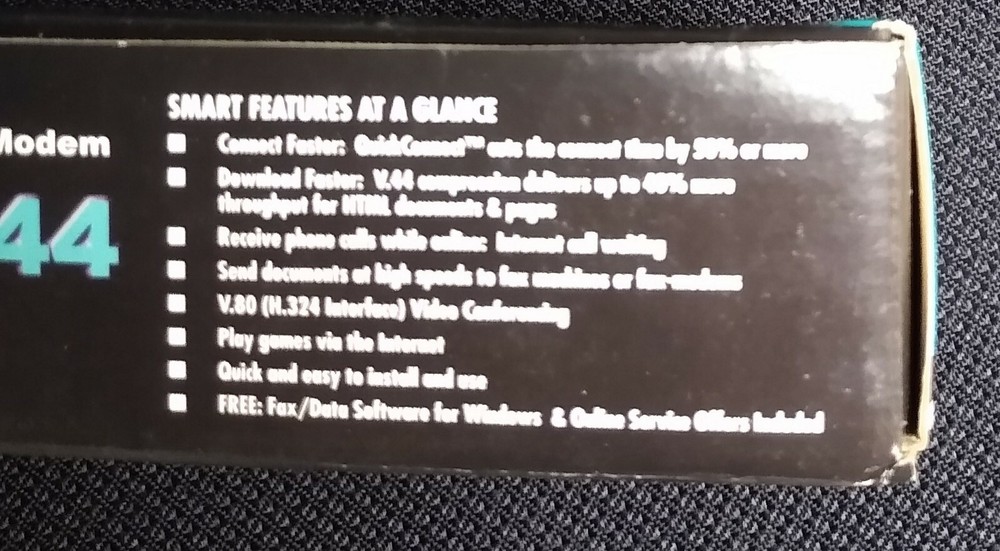 Modem
44
SMART FEATURES AT A GLANCE
Connect Faster: QuickConnect™ cuts the connect time by 50% or more
Download Faster: V.44 compression delivers up to 40% more
throughput for HTML documents & pages
Receive phone calls while online: Internet call waiting
Send documents at high speeds to fax machines or fax-modems
V.80 (H.324 Interface) Video Conferencing
Play games via the Internet
Quick and easy to install and use
FREE: Fax/Data Software for Windows & Online Service Offers Included